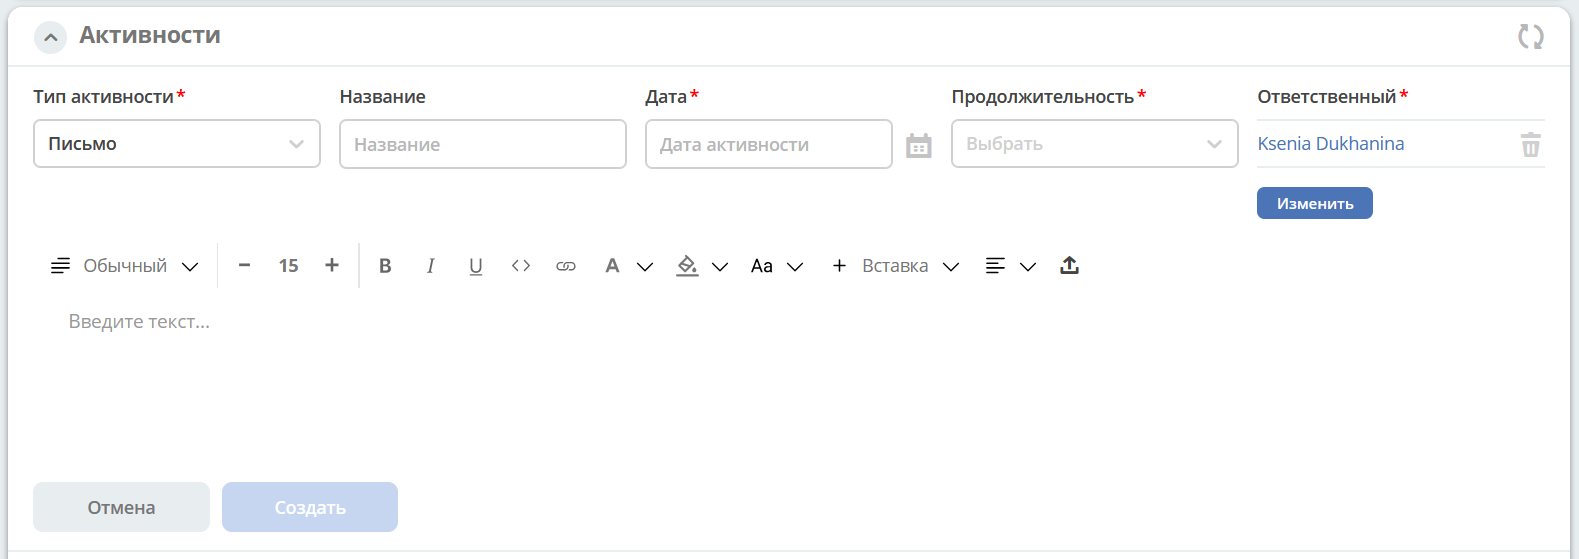 Активности
Тип активности* Название Дата* Продолжительность* Ответственный*
Письмо Название Дата активности Выбрать Ksenia Dukhanina
Изменить
Обычный − 15 + B I U <> A Aa + Вставка
Введите текст...
Отмена Создать